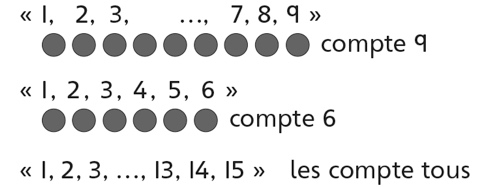 « 1, 2, 3, ..., 7, 8, 9 »
compte 9
« 1, 2, 3, 4, 5, 6 »
compte 6
« 1, 2, 3, ..., 13, 14, 15 » les compte tous